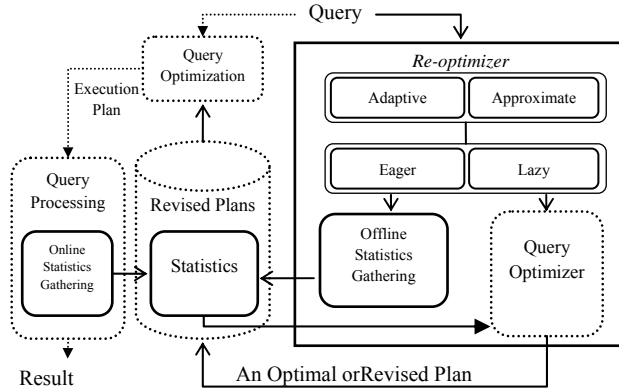 Query
Query
Optimization
Execution
Plan
Re-optimizer
Adaptive
Approximate
Eager
Lazy
Query
Processing
Revised Plans
Online
Statistics
Gathering
Statistics
Offline
Statistics
Gathering
Query
Optimizer
Result
An Optimal orRevised Plan